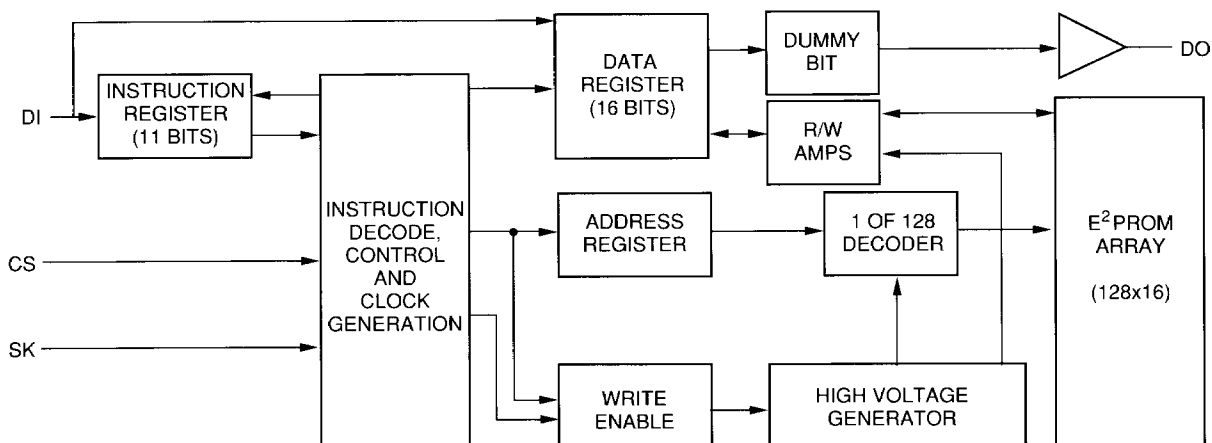 DI
INSTRUCTION
REGISTER
(11 BITS)
CS
SK
INSTRUCTION
DECODE,
CONTROL
AND
CLOCK
GENERATION
DATA
REGISTER
(16 BITS)
DUMMY
BIT
DO
R/W
AMPS
ADDRESS
REGISTER
1 OF 128
DECODER
E²PROM
ARRAY
(128x16)
WRITE
ENABLE
HIGH VOLTAGE
GENERATOR